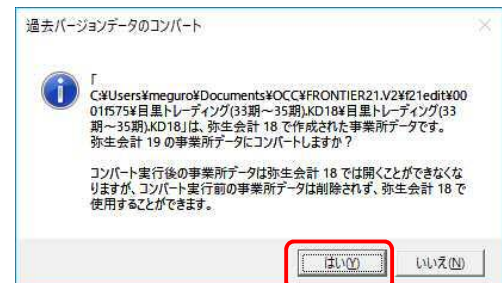 過去バージョンデータのコンバート
「
C:¥Users¥meguro¥Documents¥OCC¥FRONTIER21.V2¥f21edit¥00
01f575¥目黒トレーディング(33期～35期).KD18¥目黒トレーディング(33
期～35期).KD18」は、弥生会計 18 で作成された事業所データです。
弥生会計 19 の事業所データにコンバートしますか？
コンバート実行後の事業所データは弥生会計 18 では開くことができなくな
りますが、コンバート実行前の事業所データは削除されず、弥生会計 18 で
使用することができます。
はい(Y)
いいえ(N)